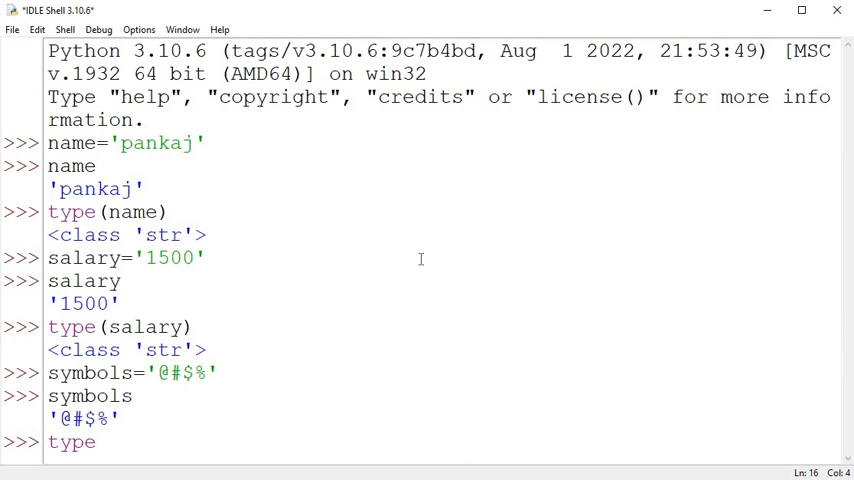 *IDLE Shell 3.10.6*
File Edit Shell Debug Options Window Help
Python 3.10.6 (tags/v3.10.6:9c7b4bd, Aug  1 2022, 21:53:49) [MSC
v.1932 64 bit (AMD64)] on win32
Type "help", "copyright", "credits" or "license()" for more info
rmation.
>>> name='pankaj'
>>> name
'pankaj'
>>> type(name)
<class 'str'>
>>> salary='1500'
>>> salary
'1500'
>>> type(salary)
<class 'str'>
>>> symbols='@#$%'
>>> symbols
'@#$%'
>>> type
Ln: 16 Col: 4